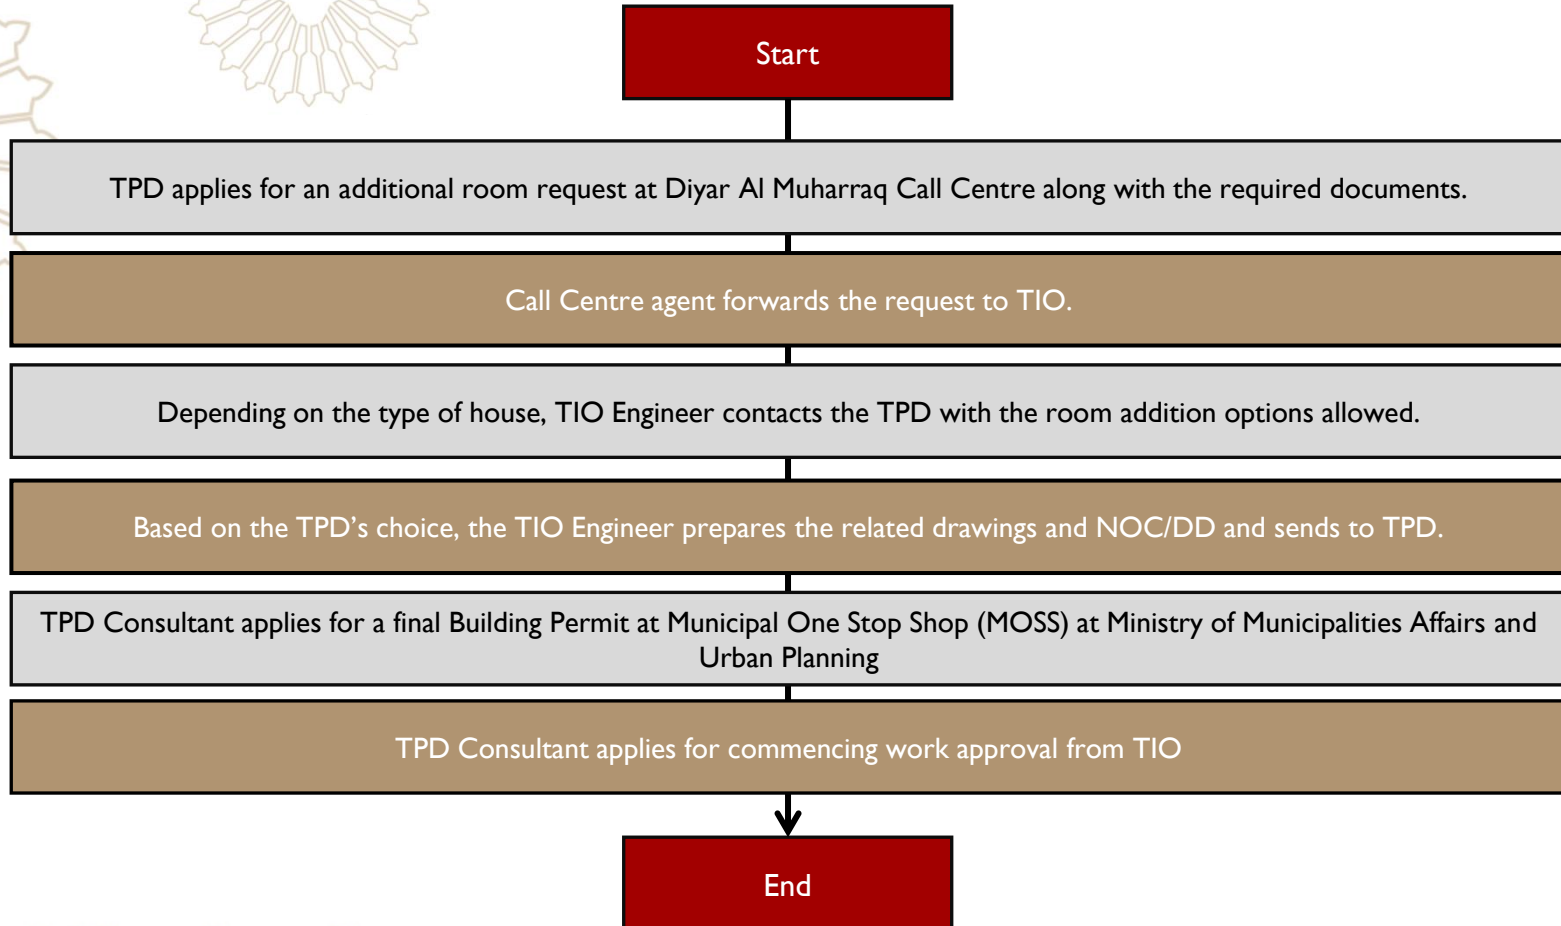 Start
TPD applies for an additional room request at Diyar Al Muharraq Call Centre along with the required documents.
Call Centre agent forwards the request to TIO.
Depending on the type of house, TIO Engineer contacts the TPD with the room addition options allowed.
Based on the TPD’s choice, the TIO Engineer prepares the related drawings and NOC/DD and sends to TPD.
TPD Consultant applies for a final Building Permit at Municipal One Stop Shop (MOSS) at Ministry of Municipalities Affairs and
Urban Planning
TPD Consultant applies for commencing work approval from TIO
End